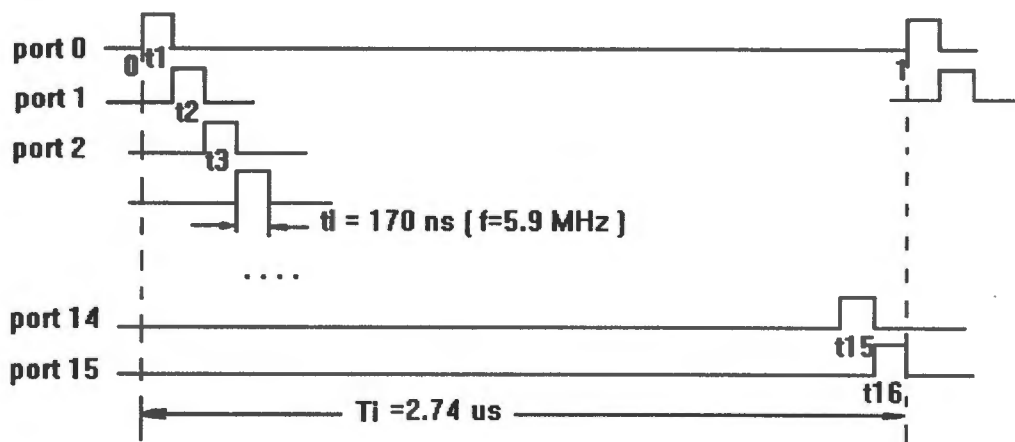 port 0
0
t1
1
port 1
t2
port 2
t3
ti = 170 ns ( f=5.9 MHz )
. . . .
port 14
t15
port 15
t16
Ti =2.74 us